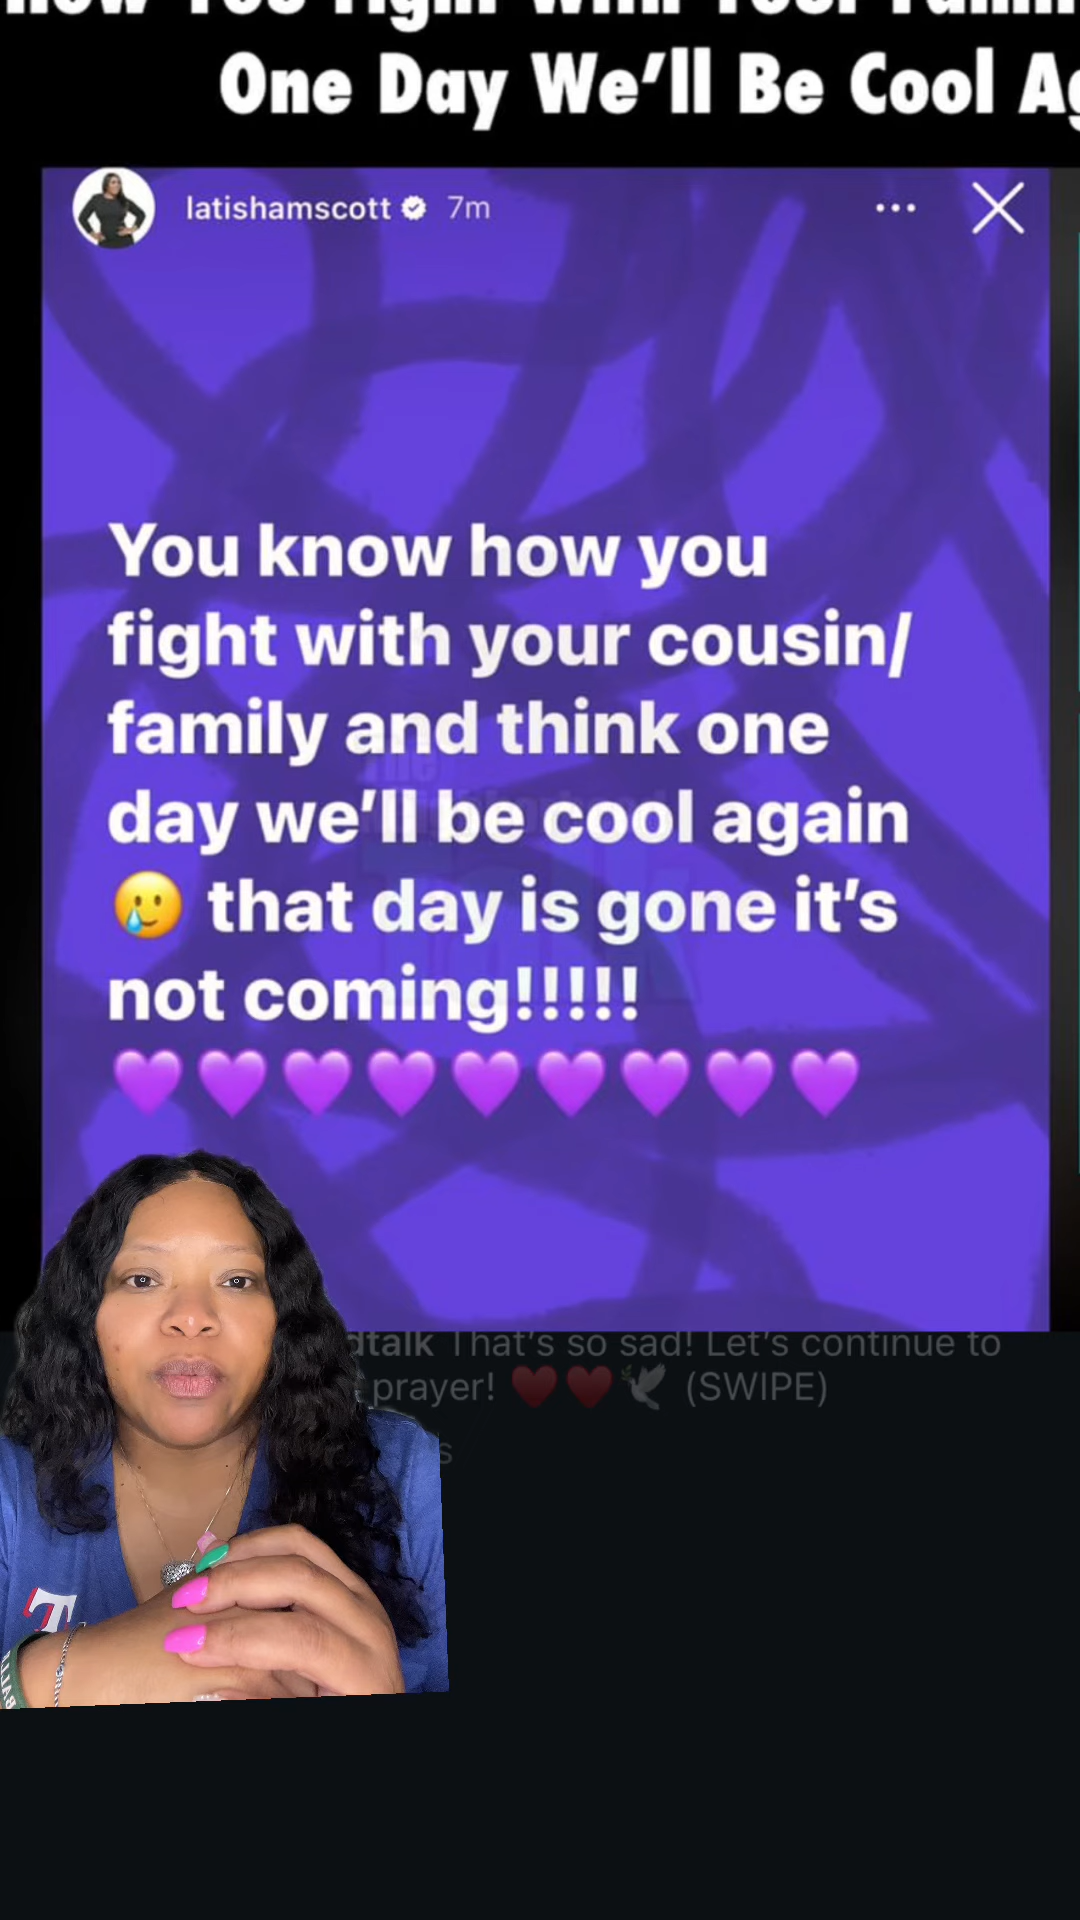 One Day We'll Be Cool
latishamscott 7m
You know how you
fight with your cousin/
family and think one
day we'll be cool again
🥲 that day is gone it's
not coming!!!!!
💜💜💜💜💜💜💜💜💜
dtalk That's so sad! Let's continue to
prayer! ❤️❤️🕊️ (SWIPE)
T